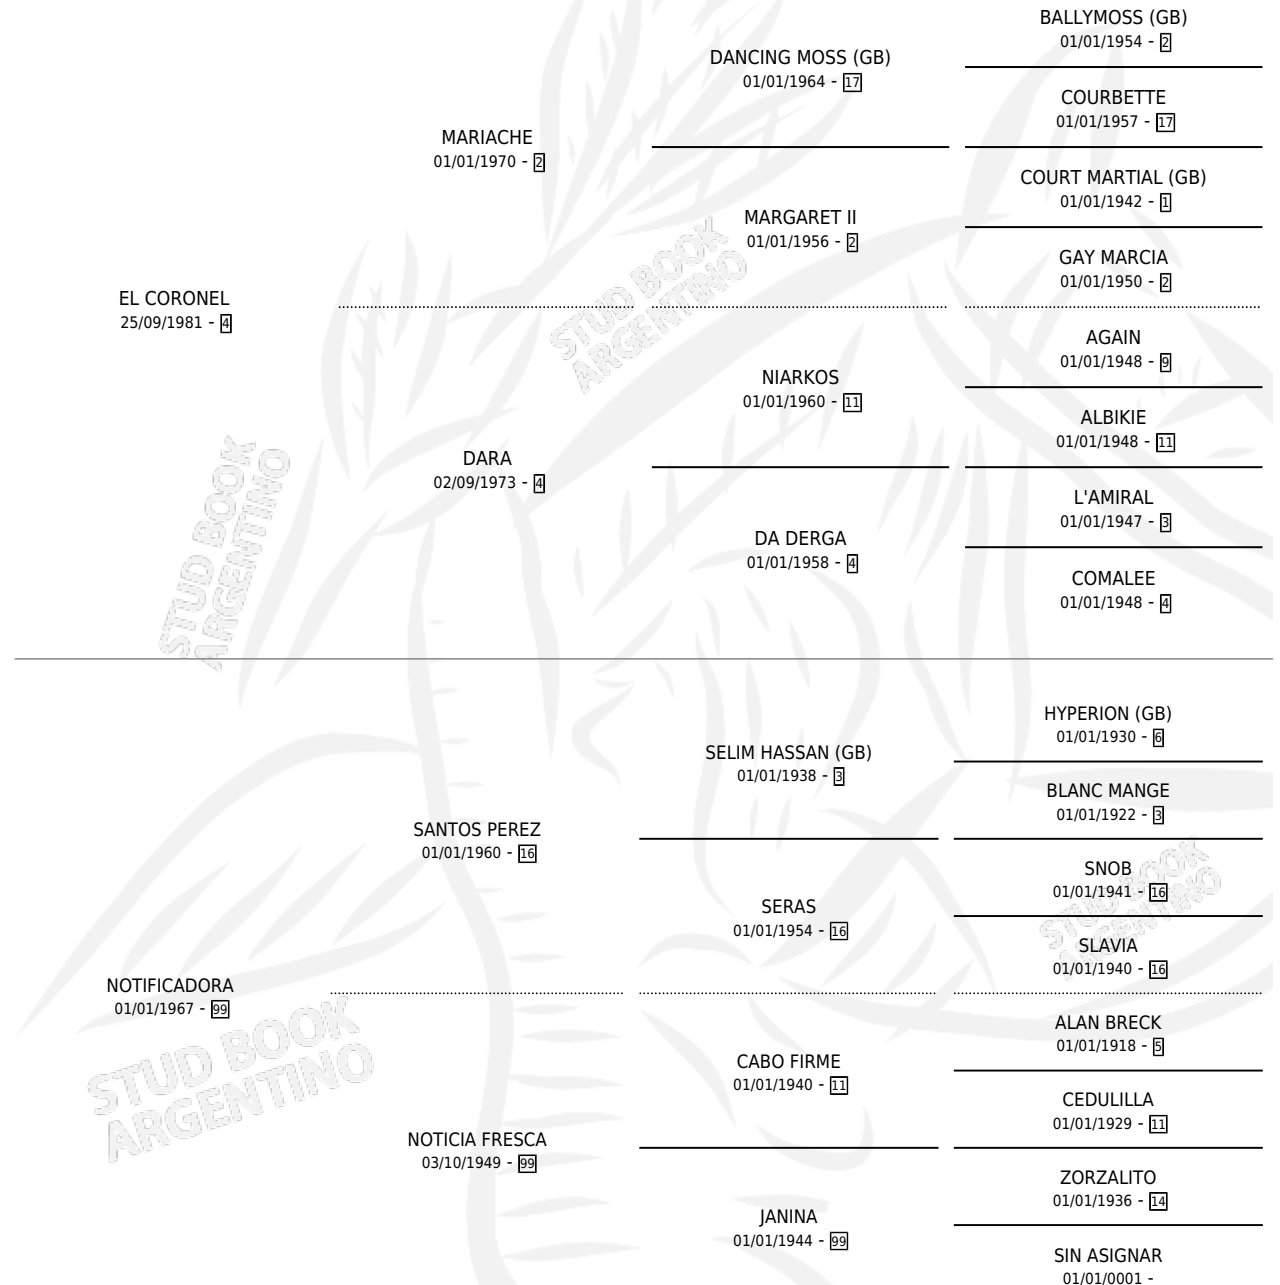 BALLYMOSS (GB)
01/01/1954 - 2
DANCING MOSS (GB)
01/01/1964 - 17
COURBETTE
01/01/1957 - 17
MARIACHE
01/01/1970 - 2
COURT MARTIAL (GB)
01/01/1942 - 1
MARGARET II
01/01/1956 - 2
GAY MARCIA
01/01/1950 - 2
EL CORONEL
25/09/1981 - 4
AGAIN
01/01/1948 - 9
NIARKOS
01/01/1960 - 11
ALBIKIE
01/01/1948 - 11
DARA
02/09/1973 - 4
L'AMIRAL
01/01/1947 - 3
DA DERGA
01/01/1958 - 4
COMALEE
01/01/1948 - 4
HYPERION (GB)
01/01/1930 - 6
SELIM HASSAN (GB)
01/01/1938 - 3
BLANC MANGE
01/01/1922 - 3
SANTOS PEREZ
01/01/1960 - 16
SNOB
01/01/1941 - 16
SERAS
01/01/1954 - 16
SLAVIA
01/01/1940 - 16
NOTIFICADORA
01/01/1967 - 99
ALAN BRECK
01/01/1918 - 5
CABO FIRME
01/01/1940 - 11
CEDULILLA
01/01/1929 - 11
NOTICIA FRESCA
03/10/1949 - 99
ZORZALITO
01/01/1936 - 14
JANINA
01/01/1944 - 99
SIN ASIGNAR
01/01/0001 -
STUD BOOK
ARGENTINO
STUD BOOK
ARGENTINO
STUD BOOK
ARGENTINO
STUD BOOK
ARGENTINO